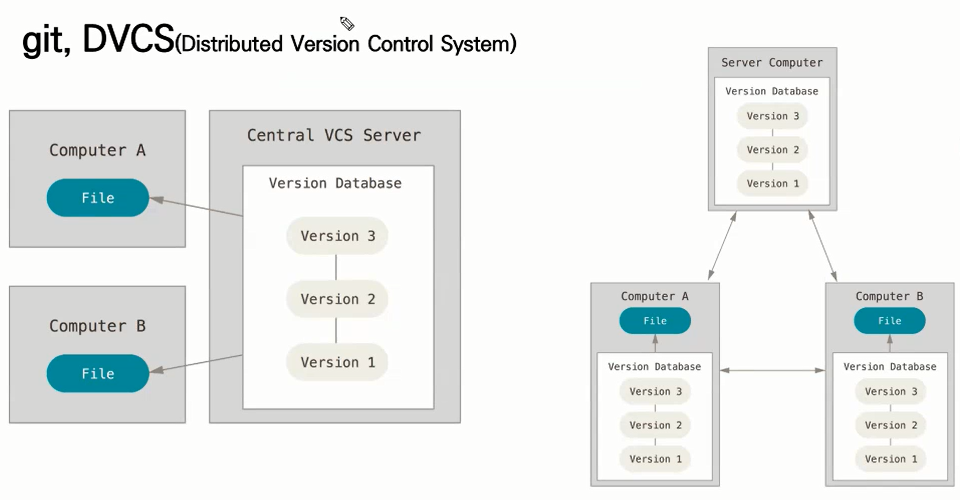 git, DVCS(Distributed Version Control System)
Computer A
File
Computer B
File
Central VCS Server
Version Database
Version 3
Version 2
Version 1
Server Computer
Version Database
Version 3
Version 2
Version 1
Computer A
File
Version Database
Version 3
Version 2
Version 1
Computer B
File
Version Database
Version 3
Version 2
Version 1